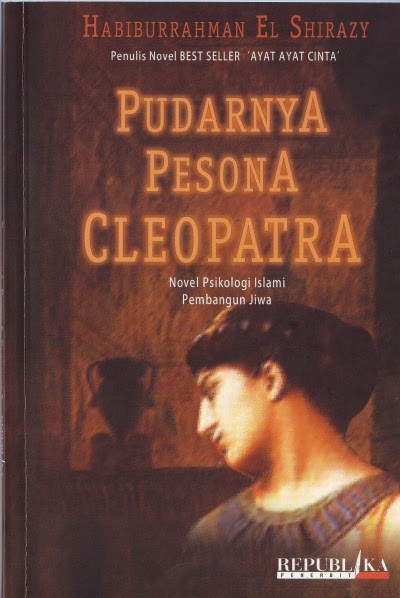 HABIBURRAHMAN EL SHIRAZY
Penulis Novel BEST SELLER 'AYAT AYAT CINTA'
PUDARNYA
PESONA
CLEOPATRA
Novel Psikologi Islami
Pembangun Jiwa
REPUBLIKA
PENERBIT